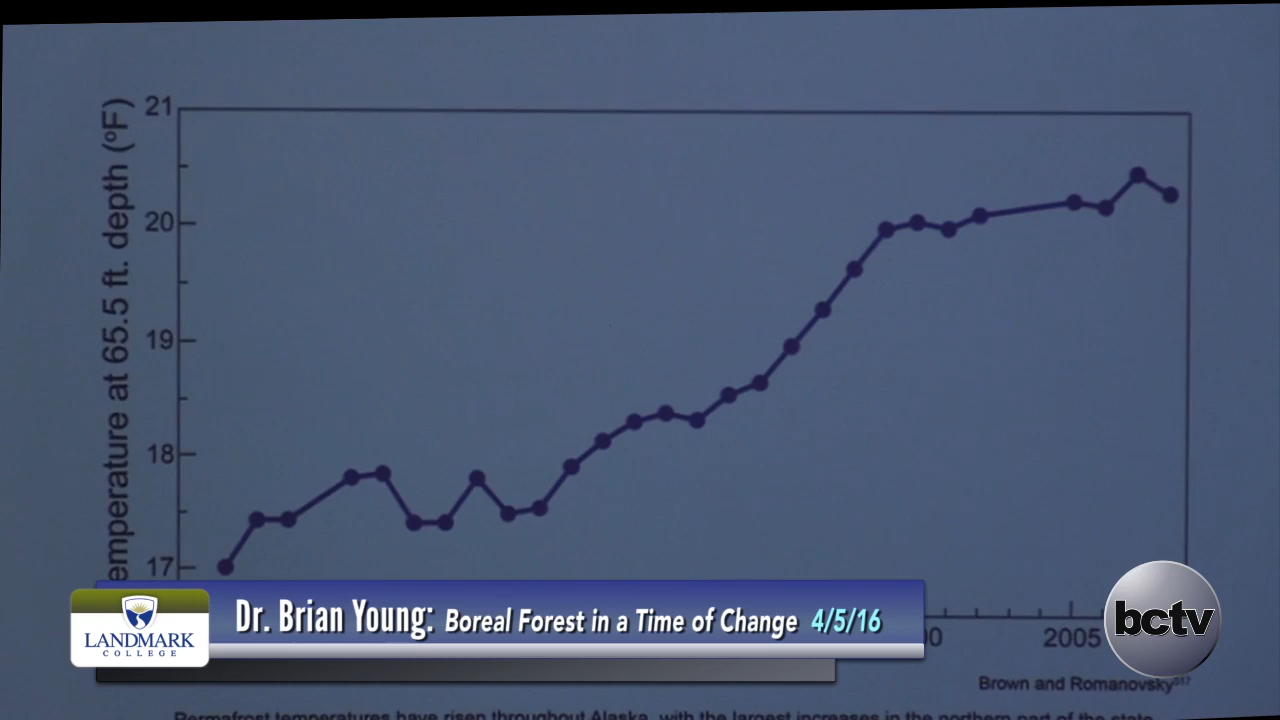 21
20
19
18
17
emperature at 65.5 ft. depth (ºF)
00
2005
Brown and Romanovsky
Permafrost temperatures have risen throughout Alaska, with the largest increases in the northern part of the state
Dr. Brian Young: Boreal Forest in a Time of Change 4/5/16
LANDMARK
COLLEGE
bctv